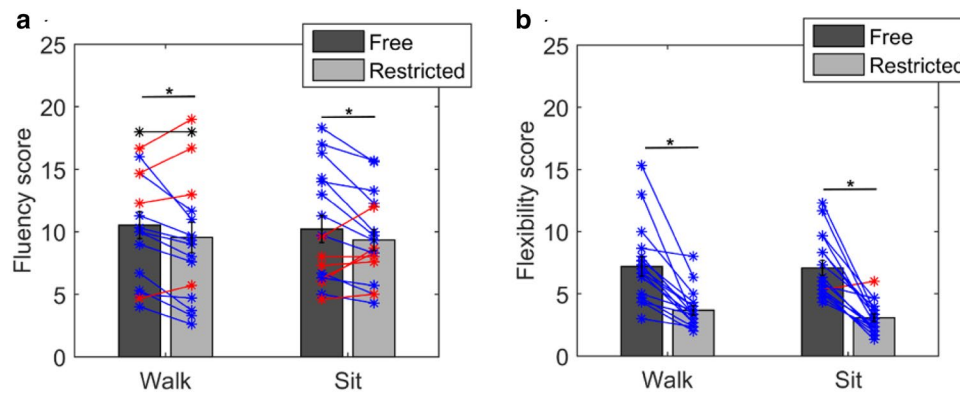 a
Fluency score
25
20
15
10
5
0
Free
Restricted
*
*
Walk
Sit
b
Flexibility score
25
20
15
10
5
0
Free
Restricted
*
*
Walk
Sit